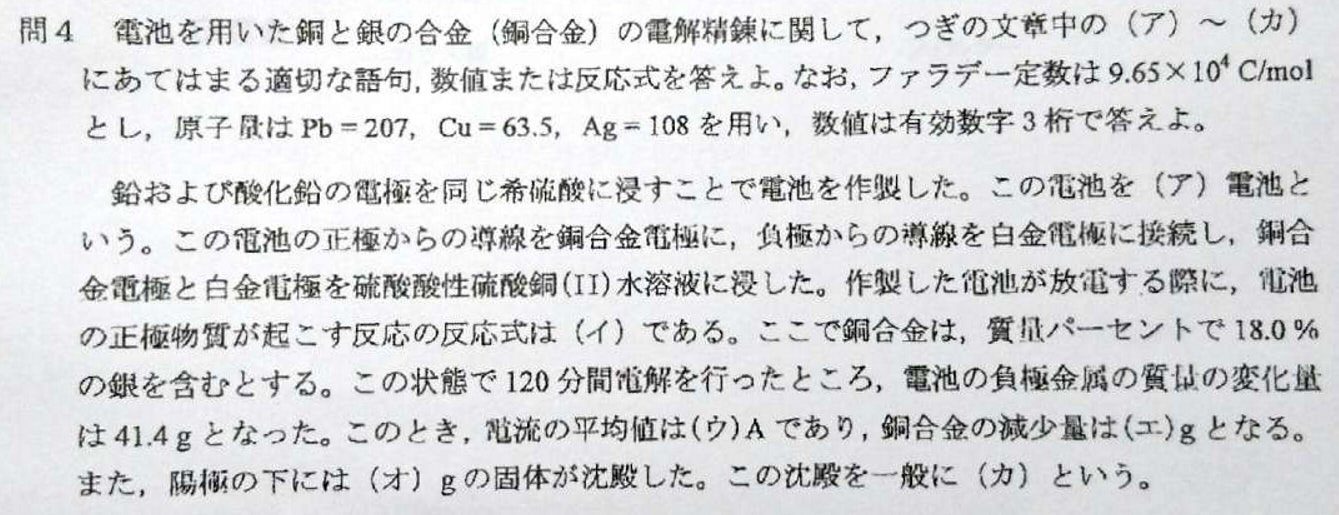 問4 電池を用いた銅と銀の合金（銅合金）の電解精錬に関して，つぎの文章中の（ア）～（カ）
にあてはまる適切な語句，数値または反応式を答えよ。なお，ファラデー定数は 9.65×10⁴ C/mol
とし，原子量は Pb = 207, Cu = 63.5, Ag = 108 を用い，数値は有効数字3桁で答えよ。
鉛および酸化鉛の電極を同じ希硫酸に浸すことで電池を作製した。この電池を（ア）電池と
いう。この電池の正極からの導線を銅合金電極に，負極からの導線を白金電極に接続し，銅合
金電極と白金電極を硫酸酸性硫酸銅(II)水溶液に浸した。作製した電池が放電する際に，電池
の正極物質が起こす反応の反応式は（イ）である。ここで銅合金は，質量パーセントで 18.0 %
の銀を含むとする。この状態で 120 分間電解を行ったところ，電池の負極金属の質量の変化量
は 41.4 g となった。このとき，電流の平均値は(ウ)A であり，銅合金の減少量は(エ)g となる。
また，陽極の下には（オ）g の固体が沈殿した。この沈殿を一般に（カ）という。